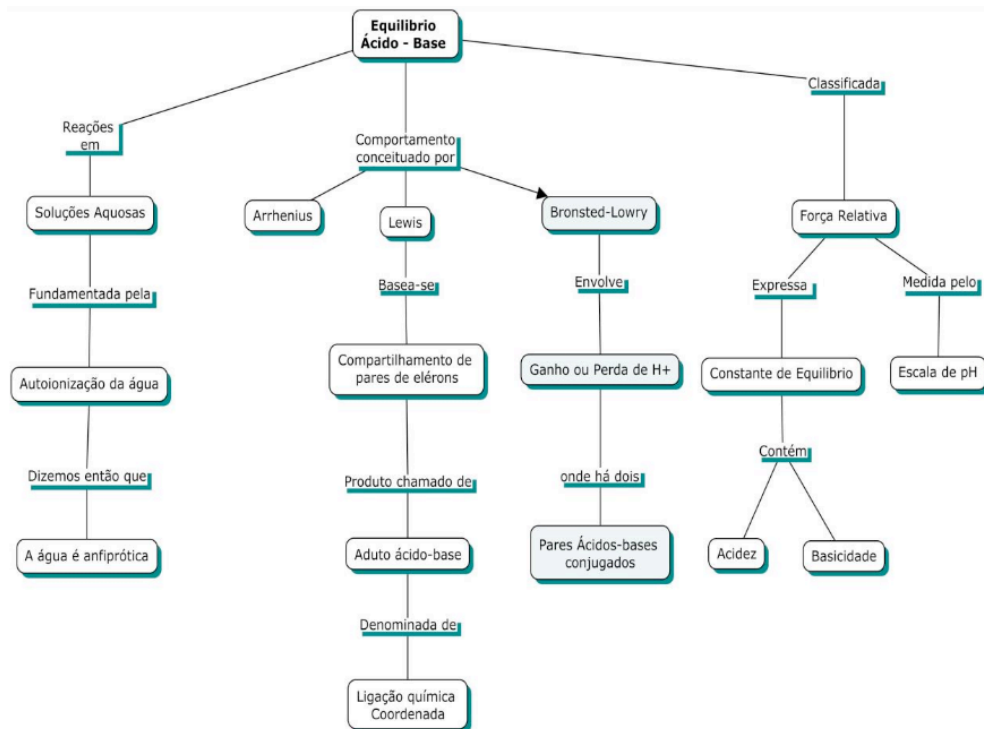 Equilibrio
Ácido - Base
Classificada
Reações
em
Comportamento
conceituado por
Soluções Aquosas
Arrhenius
Lewis
Bronsted-Lowry
Força Relativa
Fundamentada pela
Basea-se
Envolve
Expressa
Medida pelo
Autoionização da água
Compartilhamento de
pares de elérons
Ganho ou Perda de H+
Constante de Equilibrio
Escala de pH
Dizemos então que
Produto chamado de
onde há dois
Contém
A água é anfiprótica
Aduto ácido-base
Pares Ácidos-bases
conjugados
Acidez
Basicidade
Denominada de
Ligação química
Coordenada